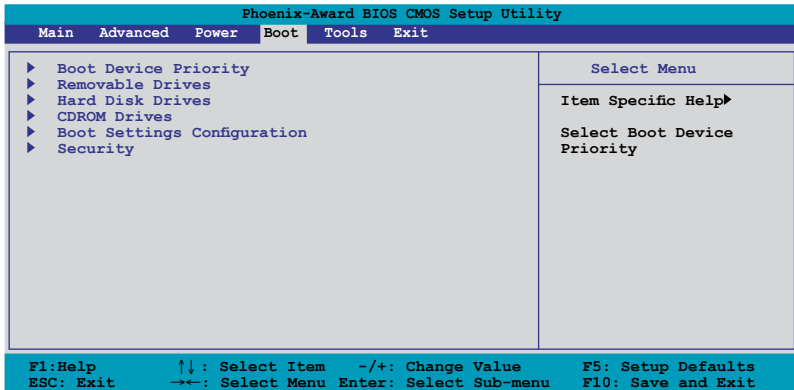 Phoenix-Award BIOS CMOS Setup Utility
Main Advanced Power Boot Tools Exit
Boot Device Priority
Removable Drives
Hard Disk Drives
CDROM Drives
Boot Settings Configuration
Security
Select Menu
Item Specific Help
Select Boot Device
Priority
F1:Help ↑↓: Select Item -/+: Change Value F5: Setup Defaults
ESC: Exit →←: Select Menu Enter: Select Sub-menu F10: Save and Exit